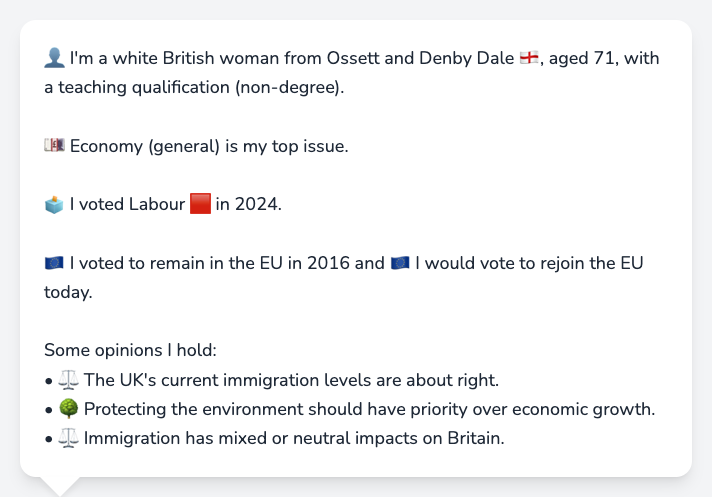 👤 I'm a white British woman from Ossett and Denby Dale 🏴󠁧󠁢󠁥󠁮󠁧󠁿, aged 71, with
a teaching qualification (non-degree).
💷 Economy (general) is my top issue.
🗳️ I voted Labour 🟥 in 2024.
🇪🇺 I voted to remain in the EU in 2016 and 🇪🇺 I would vote to rejoin the EU
today.
Some opinions I hold:
• ⚖️ The UK's current immigration levels are about right.
• 🌳 Protecting the environment should have priority over economic growth.
• ⚖️ Immigration has mixed or neutral impacts on Britain.